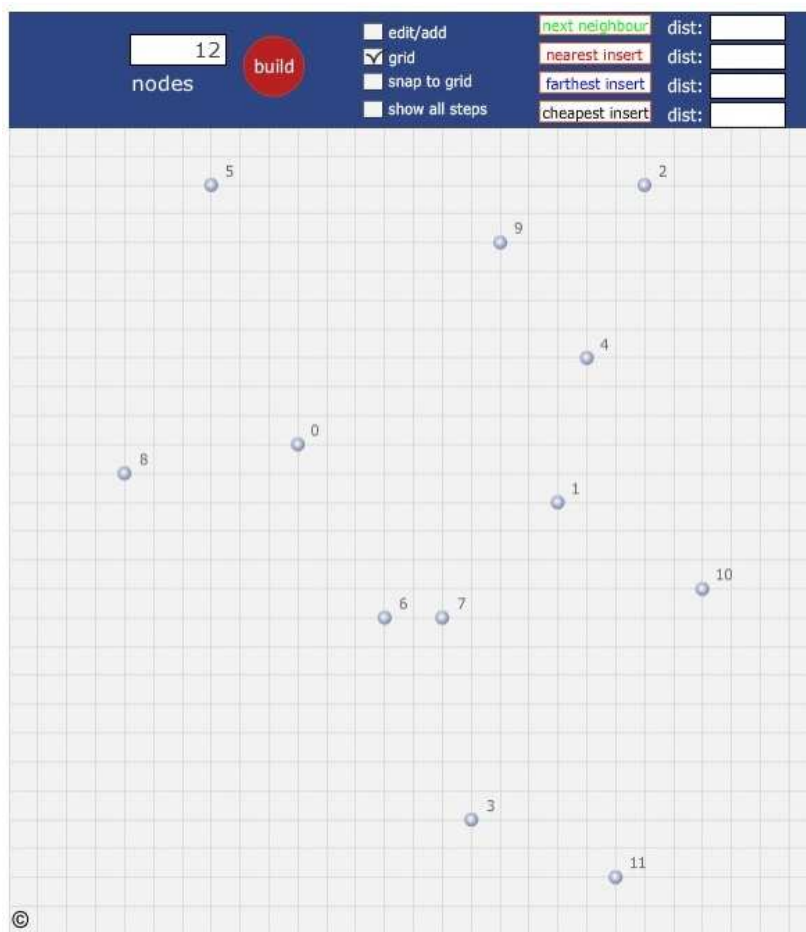 12
nodes
build
edit/add
grid
snap to grid
show all steps
next neighbour dist:
nearest insert dist:
farthest insert dist:
cheapest insert dist:
5
2
9
4
0
8
1
10
6
7
3
11
©